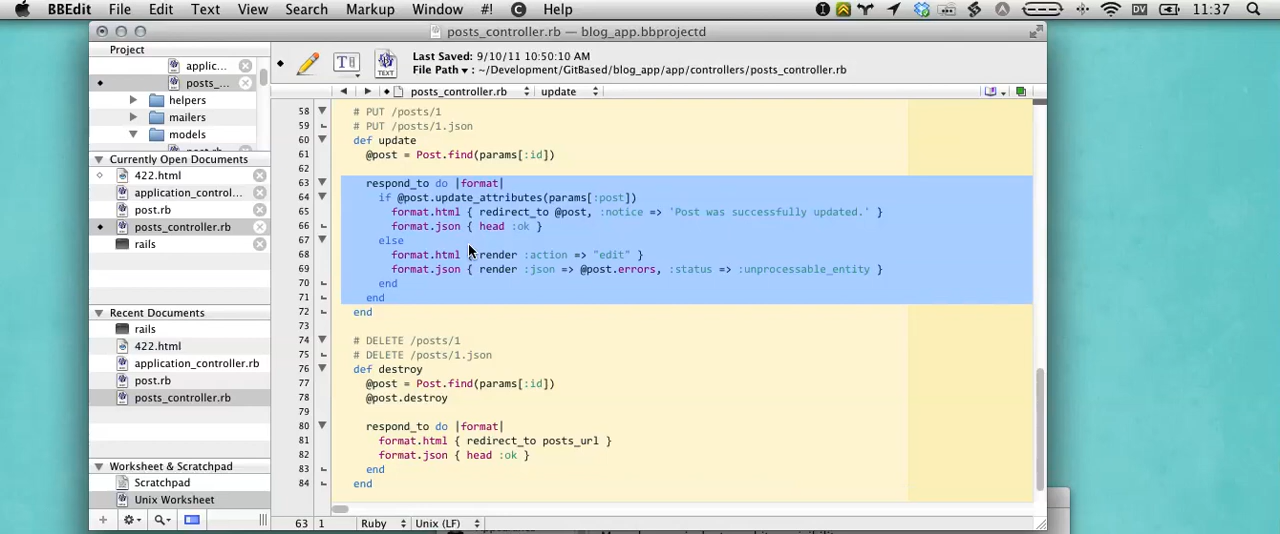 BBEdit File Edit Text View Search Markup Window #! Help DV 11:37
posts_controller.rb — blog_app.bbprojectd
Project
applic...
posts_...
helpers
mailers
models
Currently Open Documents
422.html
application_control...
post.rb
posts_controller.rb
rails
Recent Documents
rails
422.html
application_controller.rb
post.rb
posts_controller.rb
Worksheet & Scratchpad
Scratchpad
Unix Worksheet
T
TEXT
Last Saved: 9/10/11 10:50:10 AM
File Path ▾ : ~/Development/GitBased/blog_app/app/controllers/posts_controller.rb
posts_controller.rb update
58 # PUT /posts/1
59 # PUT /posts/1.json
60 def update
61 @post = Post.find(params[:id])
62
63 respond_to do |format|
64 if @post.update_attributes(params[:post])
65 format.html { redirect_to @post, :notice => 'Post was successfully updated.' }
66 format.json { head :ok }
67 else
68 format.html { render :action => "edit" }
69 format.json { render :json => @post.errors, :status => :unprocessable_entity }
70 end
71 end
72 end
73
74 # DELETE /posts/1
75 # DELETE /posts/1.json
76 def destroy
77 @post = Post.find(params[:id])
78 @post.destroy
79
80 respond_to do |format|
81 format.html { redirect_to posts_url }
82 format.json { head :ok }
83 end
84 end
63 1 Ruby Unix (LF)